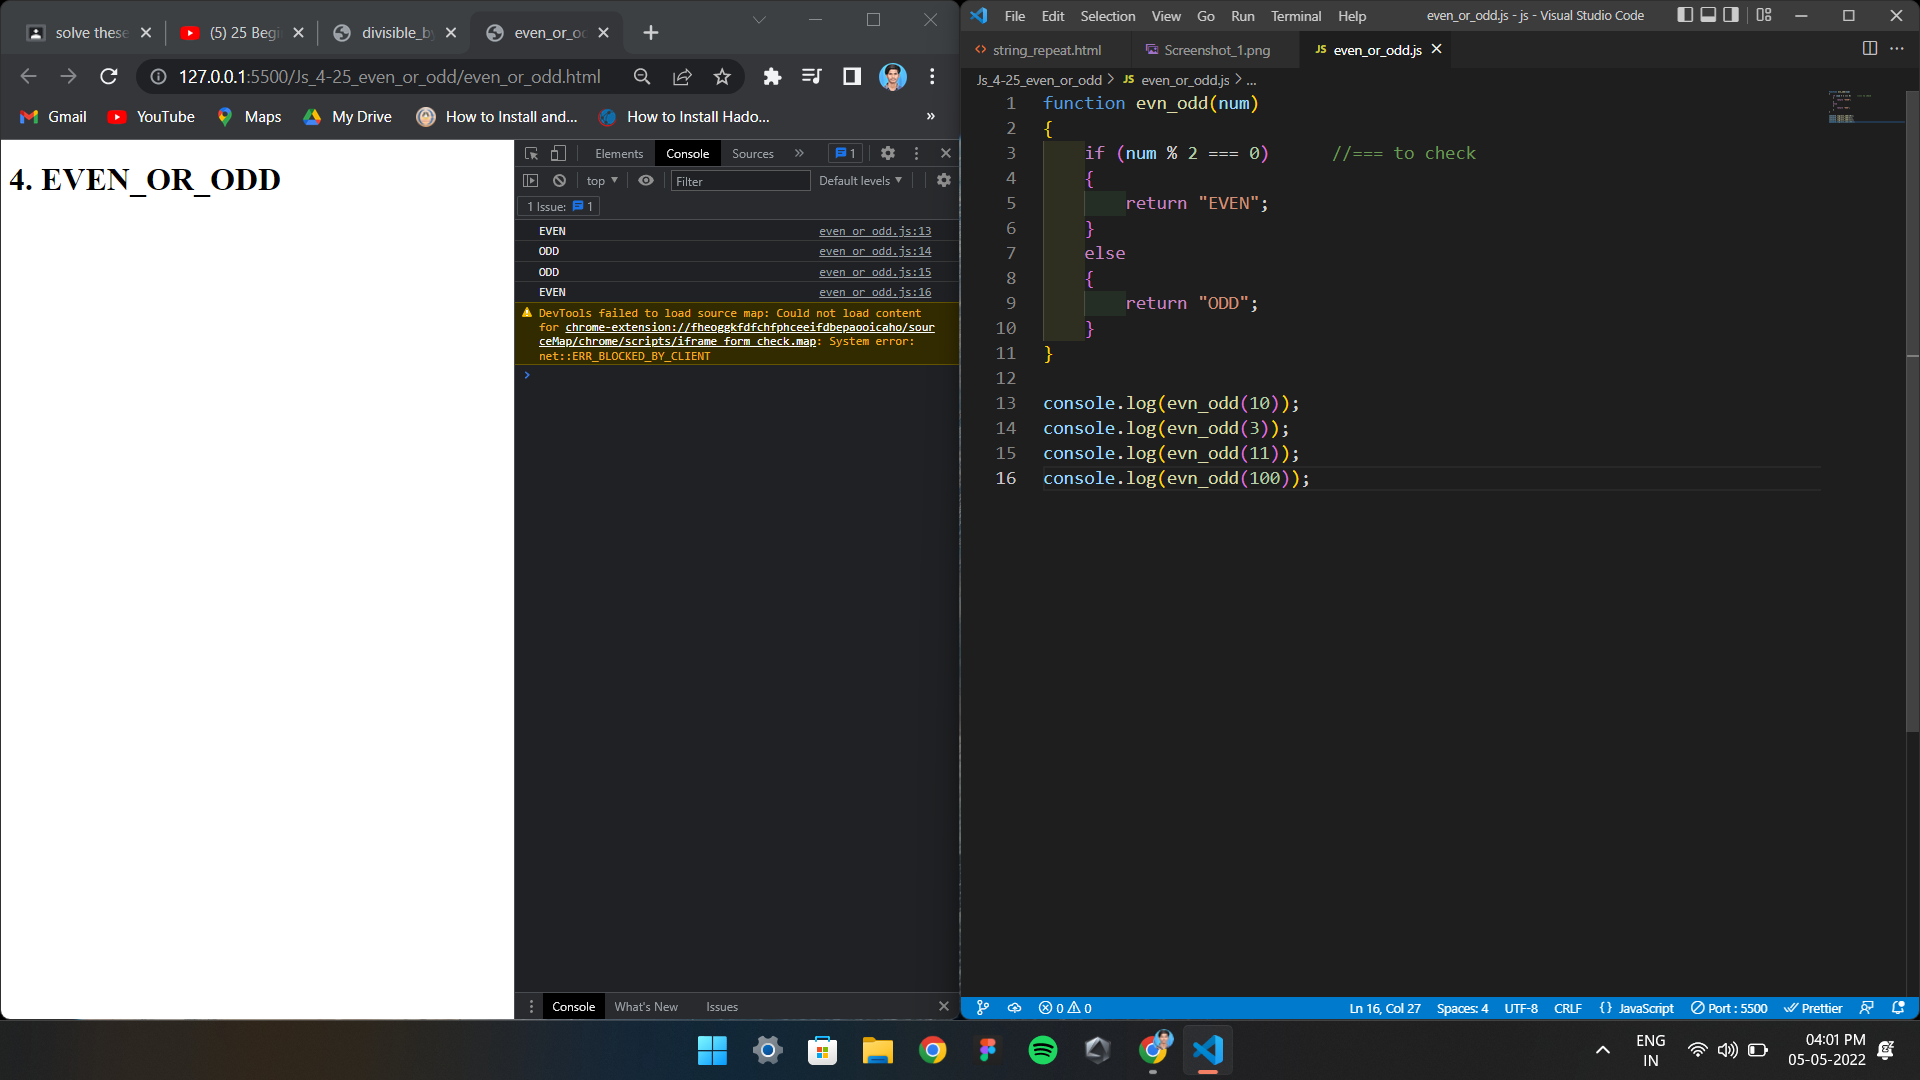 solve these
(5) 25 Begi
divisible_by
even_or_od
127.0.0.1:5500/Js_4-25_even_or_odd/even_or_odd.html
Gmail
YouTube
Maps
My Drive
How to Install and...
How to Install Hado...
»
4. EVEN_OR_ODD
Elements
Console
Sources
»
1
top
Filter
Default levels
1 Issue: 1
EVEN even_or_odd.js:13
ODD even_or_odd.js:14
ODD even_or_odd.js:15
EVEN even_or_odd.js:16
DevTools failed to load source map: Could not load content
for chrome-extension://fheoggkfdfchfphceeifdbepaooicaho/sour
ceMap/chrome/scripts/iframe_form_check.map: System error:
net::ERR_BLOCKED_BY_CLIENT
Console
What's New
Issues
File Edit Selection View Go Run Terminal Help
even_or_odd.js - js - Visual Studio Code
string_repeat.html
Screenshot_1.png
JS even_or_odd.js
Js_4-25_even_or_odd > JS even_or_odd.js > ...
1 function evn_odd(num)
2 {
3 if (num % 2 === 0) //=== to check
4 {
5 return "EVEN";
6 }
7 else
8 {
9 return "ODD";
10 }
11 }
12
13 console.log(evn_odd(10));
14 console.log(evn_odd(3));
15 console.log(evn_odd(11));
16 console.log(evn_odd(100));
0 0
Ln 16, Col 27
Spaces: 4
UTF-8
CRLF
{ } JavaScript
Port : 5500
Prettier
ENG
IN
04:01 PM
05-05-2022